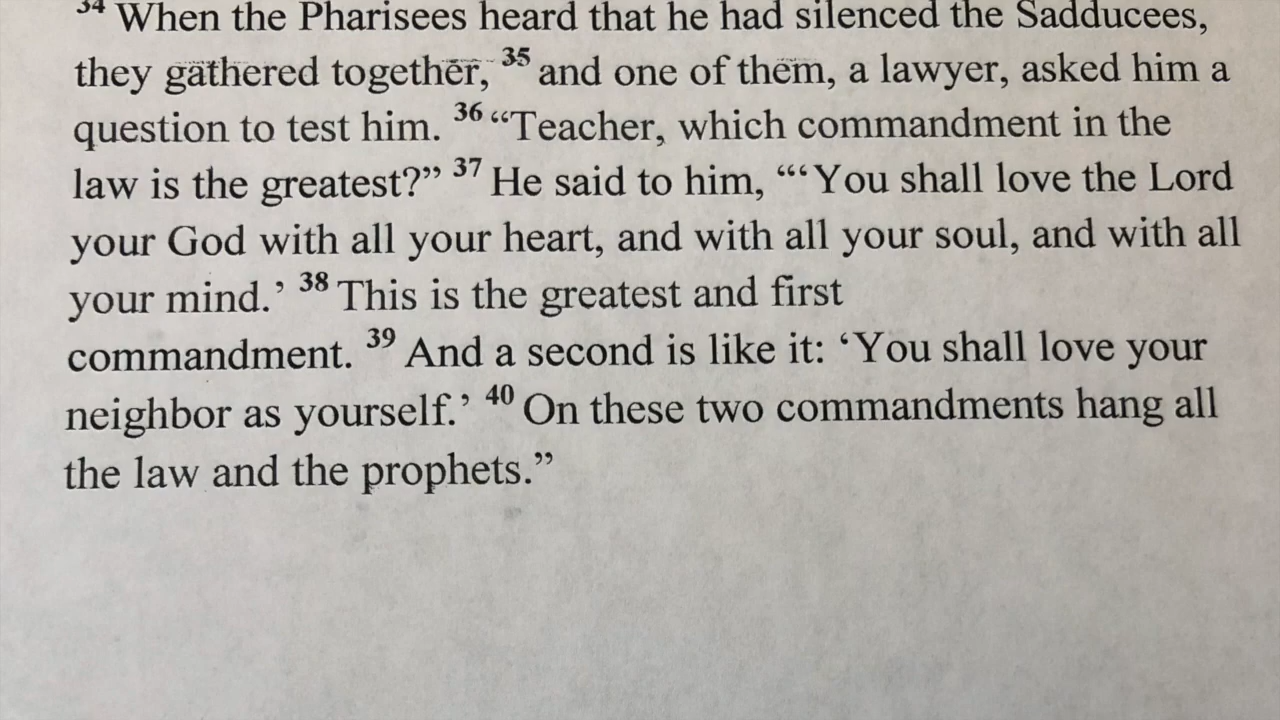 34 When the Pharisees heard that he had silenced the Sadducees,
they gathered together, 35 and one of them, a lawyer, asked him a
question to test him. 36 “Teacher, which commandment in the
law is the greatest?” 37 He said to him, “‘You shall love the Lord
your God with all your heart, and with all your soul, and with all
your mind.’ 38 This is the greatest and first
commandment. 39 And a second is like it: ‘You shall love your
neighbor as yourself.’ 40 On these two commandments hang all
the law and the prophets.”